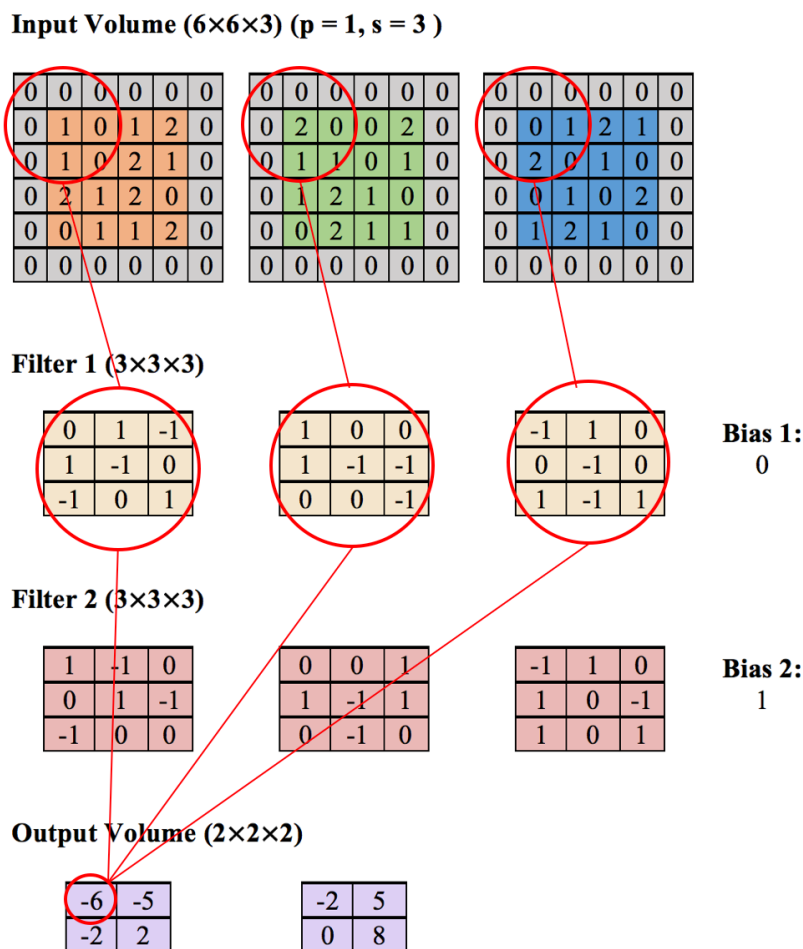 Input Volume (6×6×3) (p = 1, s = 3 )
0 0 0 0 0 0 0 0 0 0 0 0 0 0 0 0 0 0
0 1 0 1 2 0 0 2 0 0 2 0 0 0 1 2 1 0
0 1 0 2 1 0 0 1 1 0 1 0 0 2 0 1 0 0
0 2 1 2 0 0 0 1 2 1 0 0 0 0 1 0 2 0
0 0 1 1 2 0 0 0 2 1 1 0 0 1 2 1 0 0
0 0 0 0 0 0 0 0 0 0 0 0 0 0 0 0 0 0
Filter 1 (3×3×3)
0 1 -1 1 0 0 -1 1 0 Bias 1:
1 -1 0 1 -1 -1 0 -1 0 0
-1 0 1 0 0 -1 1 -1 1
Filter 2 (3×3×3)
1 -1 0 0 0 1 -1 1 0 Bias 2:
0 1 -1 1 -1 1 1 0 -1 1
-1 0 0 0 -1 0 1 0 1
Output Volume (2×2×2)
-6 -5 -2 5
-2 2 0 8